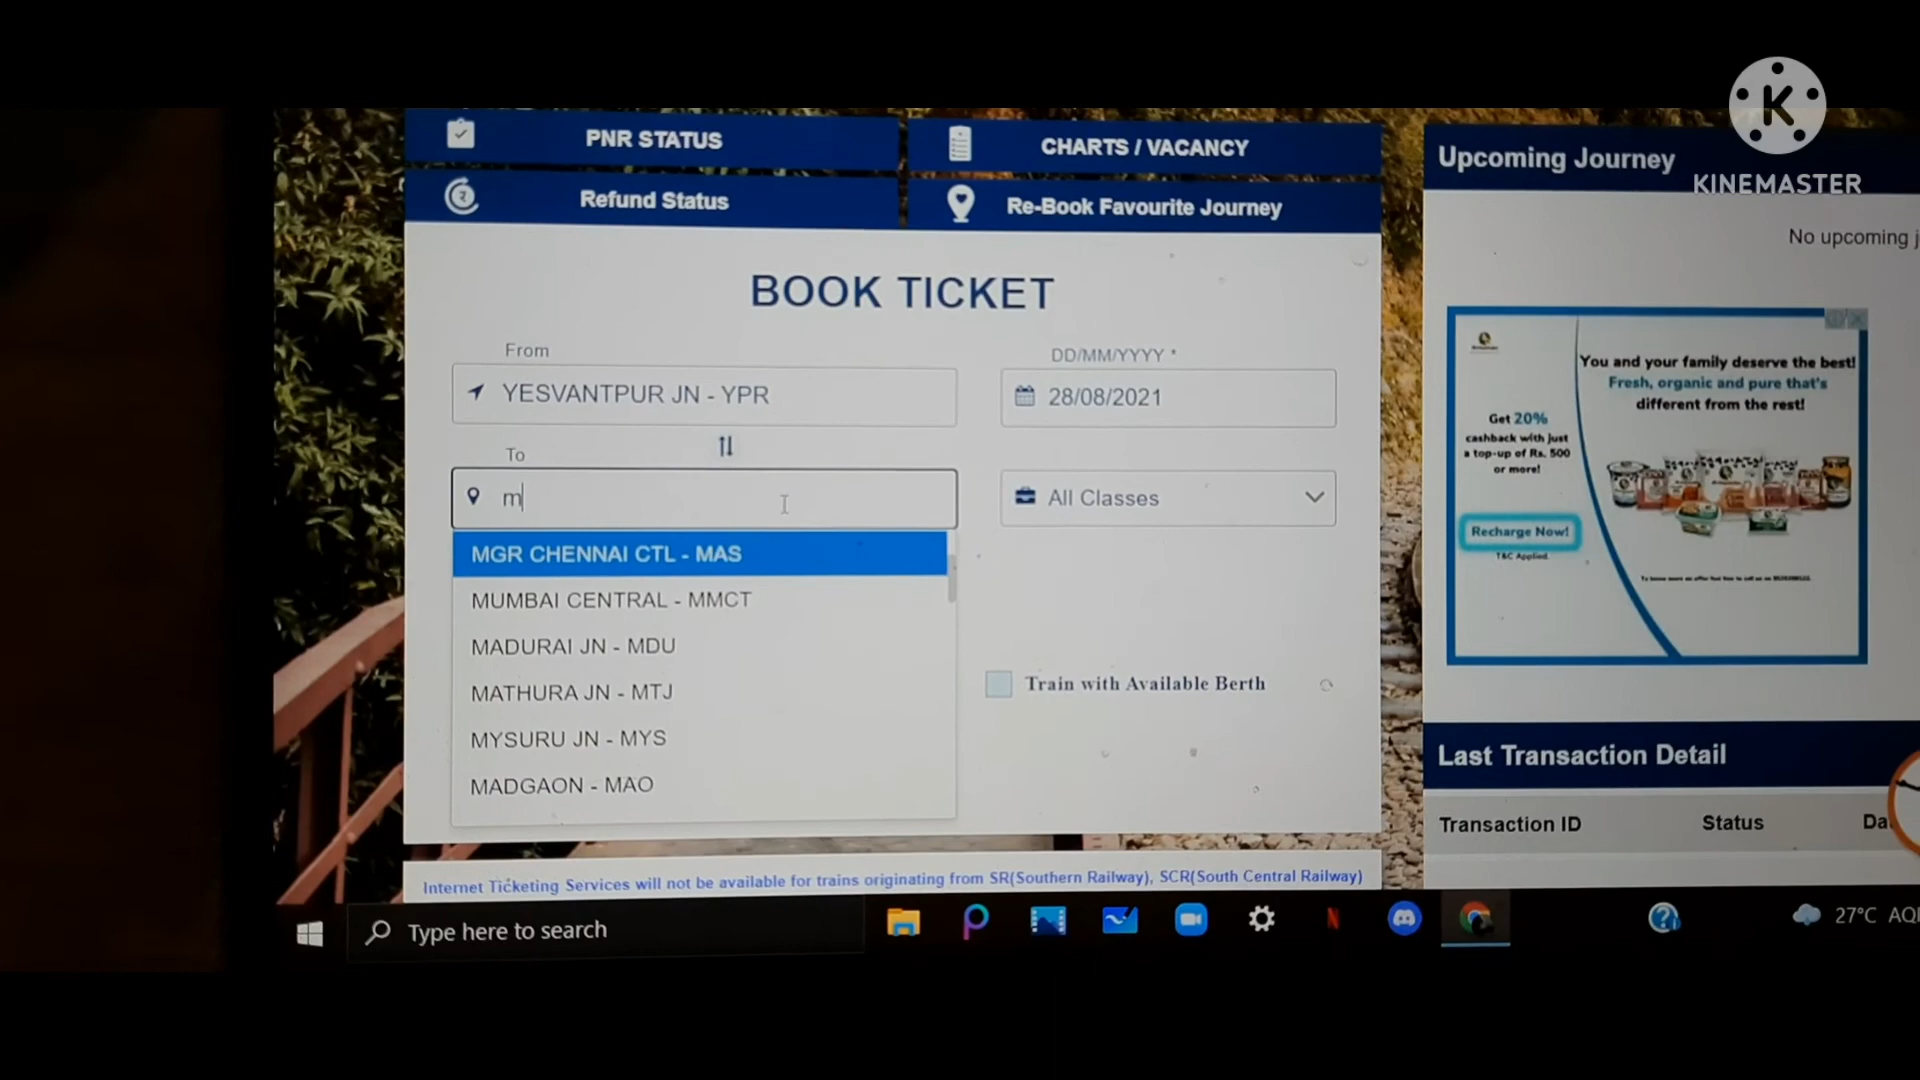 KINEMASTER
PNR STATUS
CHARTS / VACANCY
Refund Status
Re-Book Favourite Journey
BOOK TICKET
From
YESVANTPUR JN - YPR
DD/MM/YYYY *
28/08/2021
To
m
All Classes
MGR CHENNAI CTL - MAS
MUMBAI CENTRAL - MMCT
MADURAI JN - MDU
MATHURA JN - MTJ
MYSURU JN - MYS
MADGAON - MAO
Train with Available Berth
Internet Ticketing Services will not be available for trains originating from SR(Southern Railway), SCR(South Central Railway)
Upcoming Journey
No upcoming j
You and your family deserve the best!
Fresh, organic and pure that's
different from the rest!
Get 20%
cashback with just
a top-up of Rs. 500
or more!
Recharge Now!
T&C Applied.
Last Transaction Detail
Transaction ID
Status
Da
Type here to search
27°C AQI